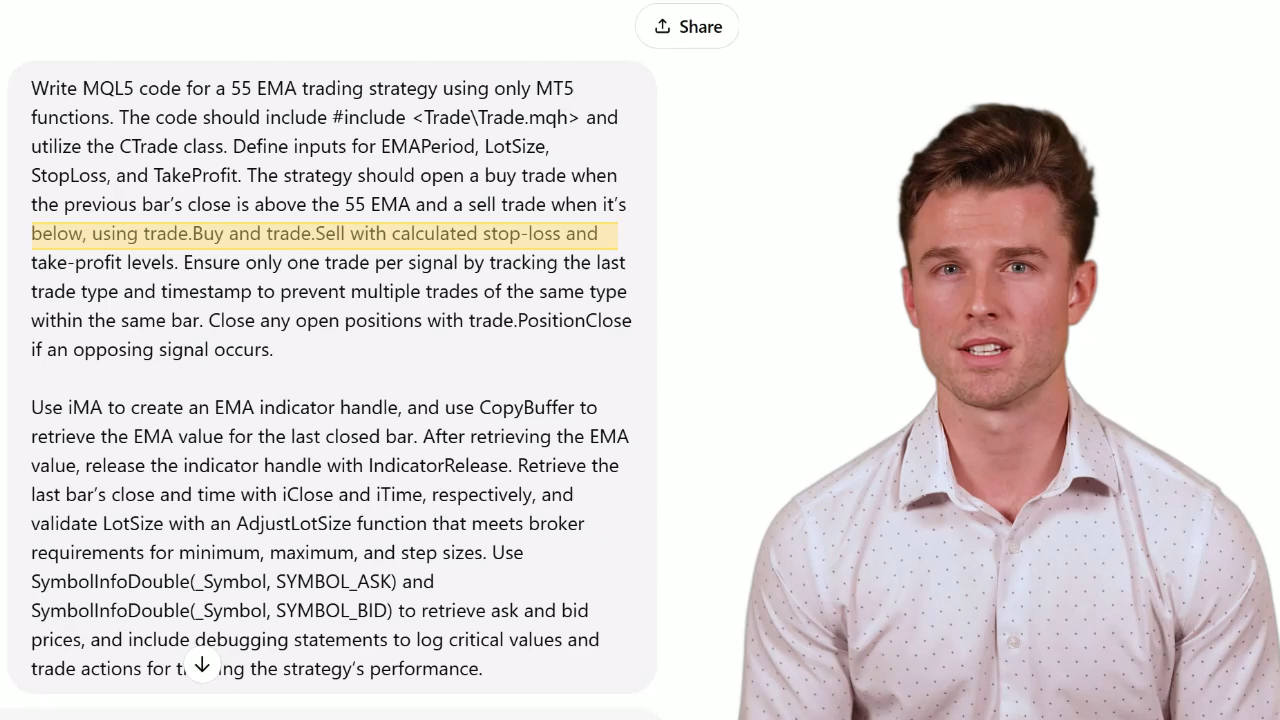 Share
Write MQL5 code for a 55 EMA trading strategy using only MT5
functions. The code should include #include <Trade\Trade.mqh> and
utilize the CTrade class. Define inputs for EMAPeriod, LotSize,
StopLoss, and TakeProfit. The strategy should open a buy trade when
the previous bar’s close is above the 55 EMA and a sell trade when it’s
below, using trade.Buy and trade.Sell with calculated stop-loss and
take-profit levels. Ensure only one trade per signal by tracking the last
trade type and timestamp to prevent multiple trades of the same type
within the same bar. Close any open positions with trade.PositionClose
if an opposing signal occurs.
Use iMA to create an EMA indicator handle, and use CopyBuffer to
retrieve the EMA value for the last closed bar. After retrieving the EMA
value, release the indicator handle with IndicatorRelease. Retrieve the
last bar’s close and time with iClose and iTime, respectively, and
validate LotSize with an AdjustLotSize function that meets broker
requirements for minimum, maximum, and step sizes. Use
SymbolInfoDouble(_Symbol, SYMBOL_ASK) and
SymbolInfoDouble(_Symbol, SYMBOL_BID) to retrieve ask and bid
prices, and include debugging statements to log critical values and
trade actions for the strategy’s performance.